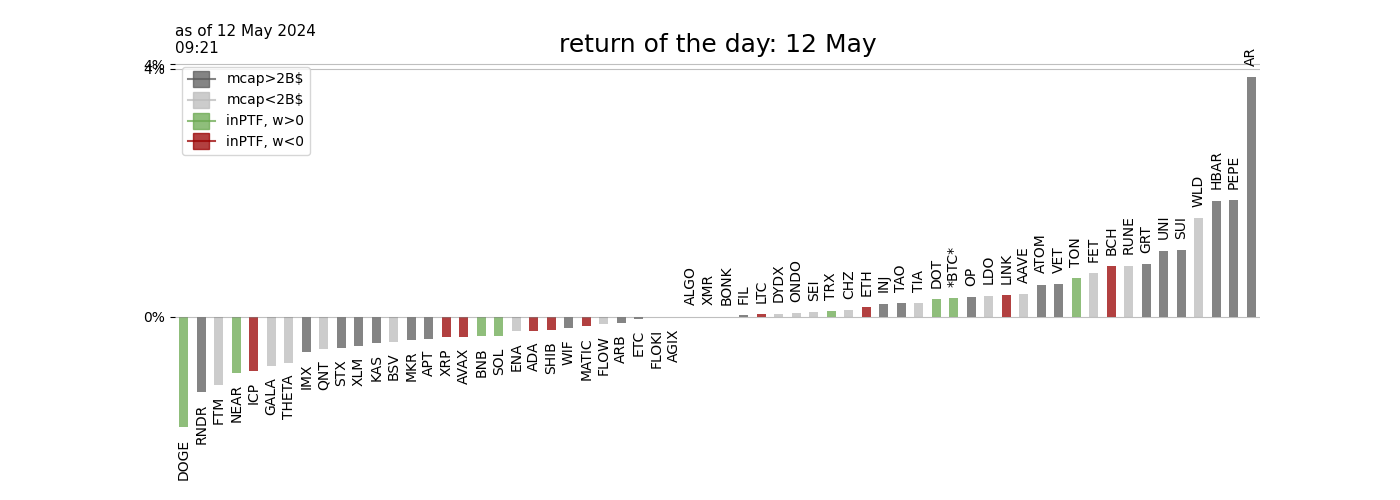 as of 12 May 2024
09:21
return of the day: 12 May
4%
4%
0%
mcap>2B$
mcap<2B$
inPTF, w>0
inPTF, w<0
DOGE
RNDR
FTM
NEAR
ICP
GALA
THETA
IMX
QNT
STX
XLM
KAS
BSV
MKR
APT
XRP
AVAX
BNB
SOL
ENA
ADA
SHIB
WIF
MATIC
FLOW
ARB
ETC
FLOKI
AGIX
ALGO
XMR
BONK
FIL
LTC
DYDX
ONDO
SEI
TRX
CHZ
ETH
INJ
TAO
TIA
DOT
*BTC*
OP
LDO
LINK
AAVE
ATOM
VET
TON
FET
BCH
RUNE
GRT
UNI
SUI
WLD
HBAR
PEPE
AR